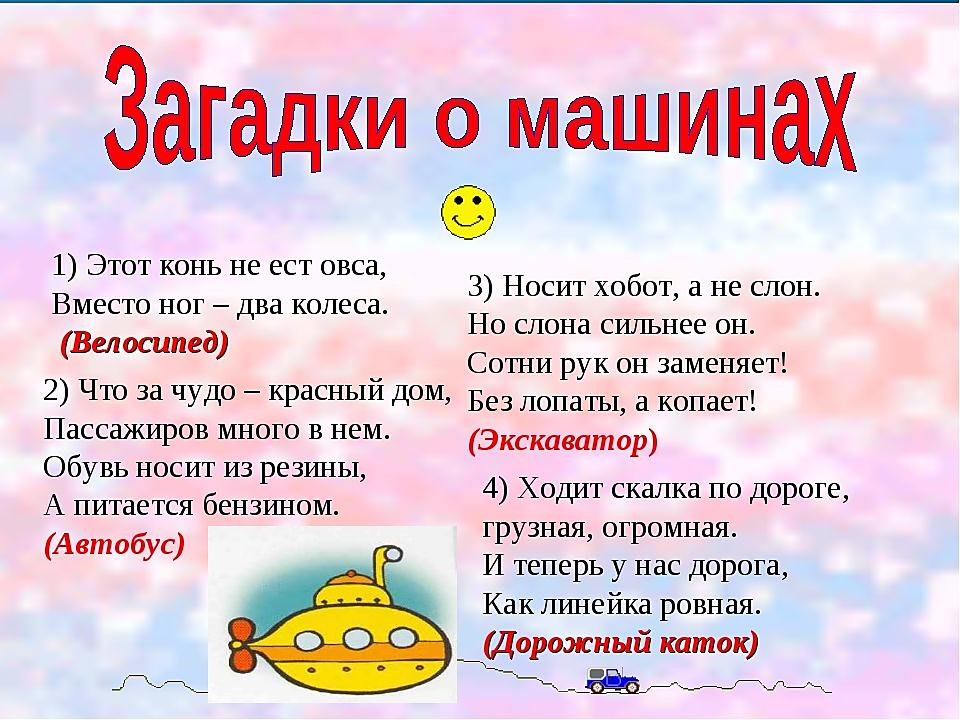 Загадки о машинах
1) Этот конь не ест овса,
Вместо ног – два колеса.
(Велосипед)
2) Что за чудо – красный дом,
Пассажиров много в нем.
Обувь носит из резины,
А питается бензином.
(Автобус)
3) Носит хобот, а не слон.
Но слона сильнее он.
Сотни рук он заменяет!
Без лопаты, а копает!
(Экскаватор)
4) Ходит скалка по дороге,
грузная, огромная.
И теперь у нас дорога,
Как линейка ровная.
(Дорожный каток)